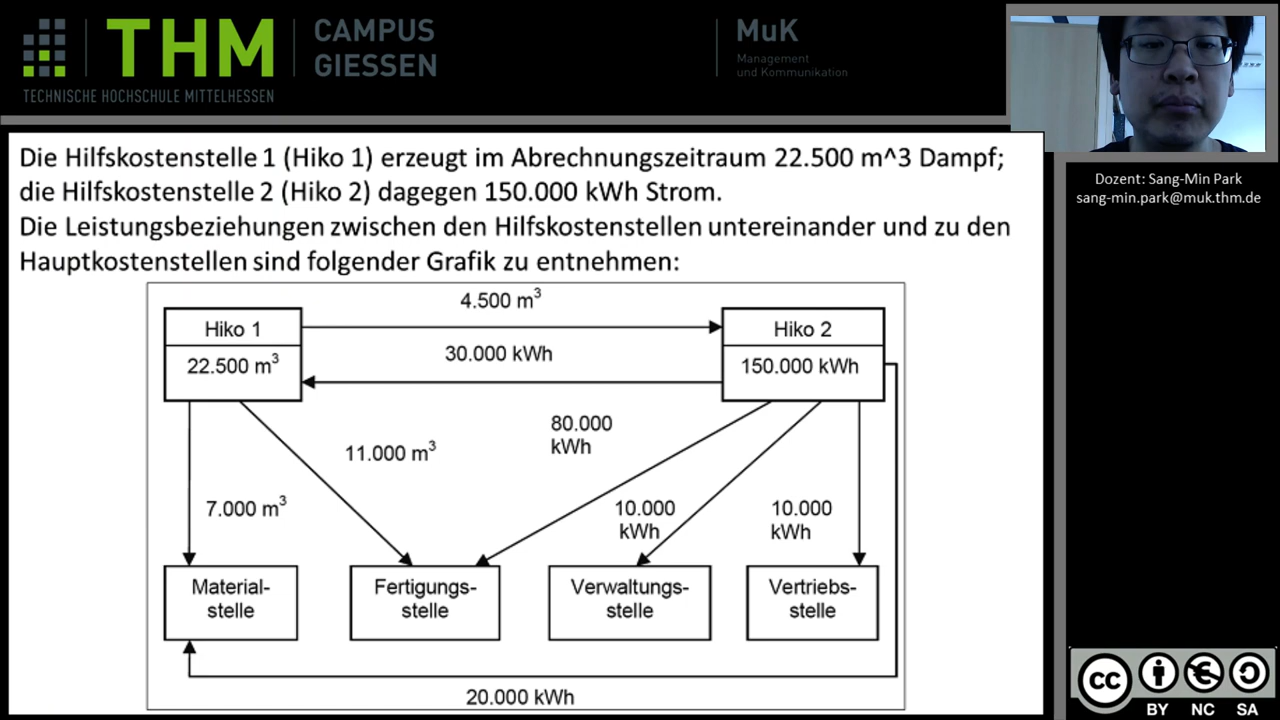 THM
CAMPUS
GIESSEN
TECHNISCHE HOCHSCHULE MITTELHESSEN
MuK
Management
und Kommunikation
Dozent: Sang-Min Park
sang-min.park@muk.thm.de
Die Hilfskostenstelle 1 (Hiko 1) erzeugt im Abrechnungszeitraum 22.500 m^3 Dampf;
die Hilfskostenstelle 2 (Hiko 2) dagegen 150.000 kWh Strom.
Die Leistungsbeziehungen zwischen den Hilfskostenstellen untereinander und zu den
Hauptkostenstellen sind folgender Grafik zu entnehmen:
4.500 m³
Hiko 1
22.500 m³
30.000 kWh
Hiko 2
150.000 kWh
80.000
kWh
11.000 m³
7.000 m³
10.000
kWh
10.000
kWh
Material-
stelle
Fertigungs-
stelle
Verwaltungs-
stelle
Vertriebs-
stelle
20.000 kWh
cc
BY NC SA